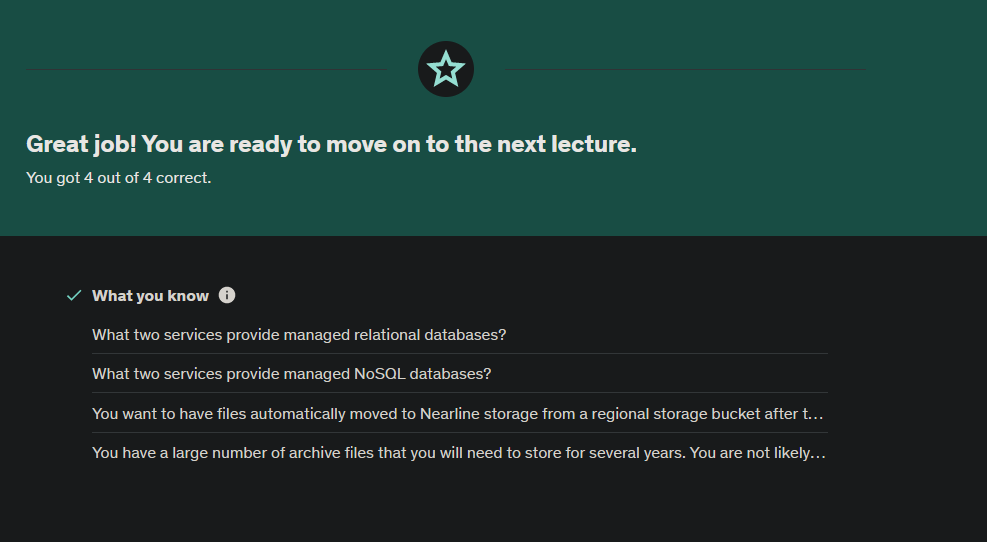 Great job! You are ready to move on to the next lecture.
You got 4 out of 4 correct.
What you know
What two services provide managed relational databases?
What two services provide managed NoSQL databases?
You want to have files automatically moved to Nearline storage from a regional storage bucket after t...
You have a large number of archive files that you will need to store for several years. You are not likely...